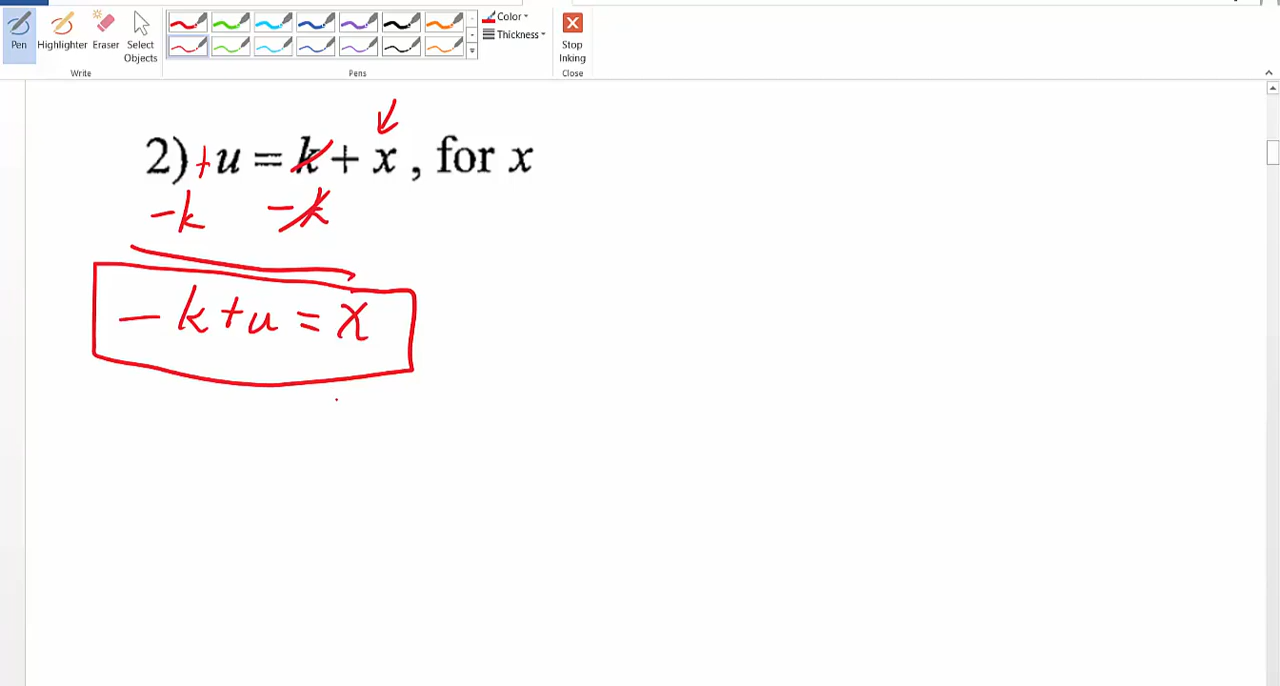 Pen
Highlighter
Eraser
Select Objects
Color
Thickness
Stop Inking
Write
Pens
Close
2) +u = k + x , for x
-k -k
-k+u = x